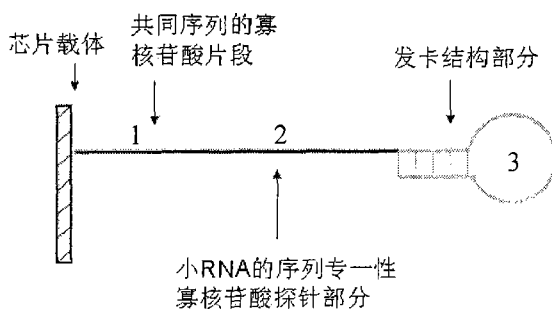 共同序列的寡
核苷酸片段
芯片载体
发卡结构部分
1
2
3
小RNA的序列专一性
寡核苷酸探针部分